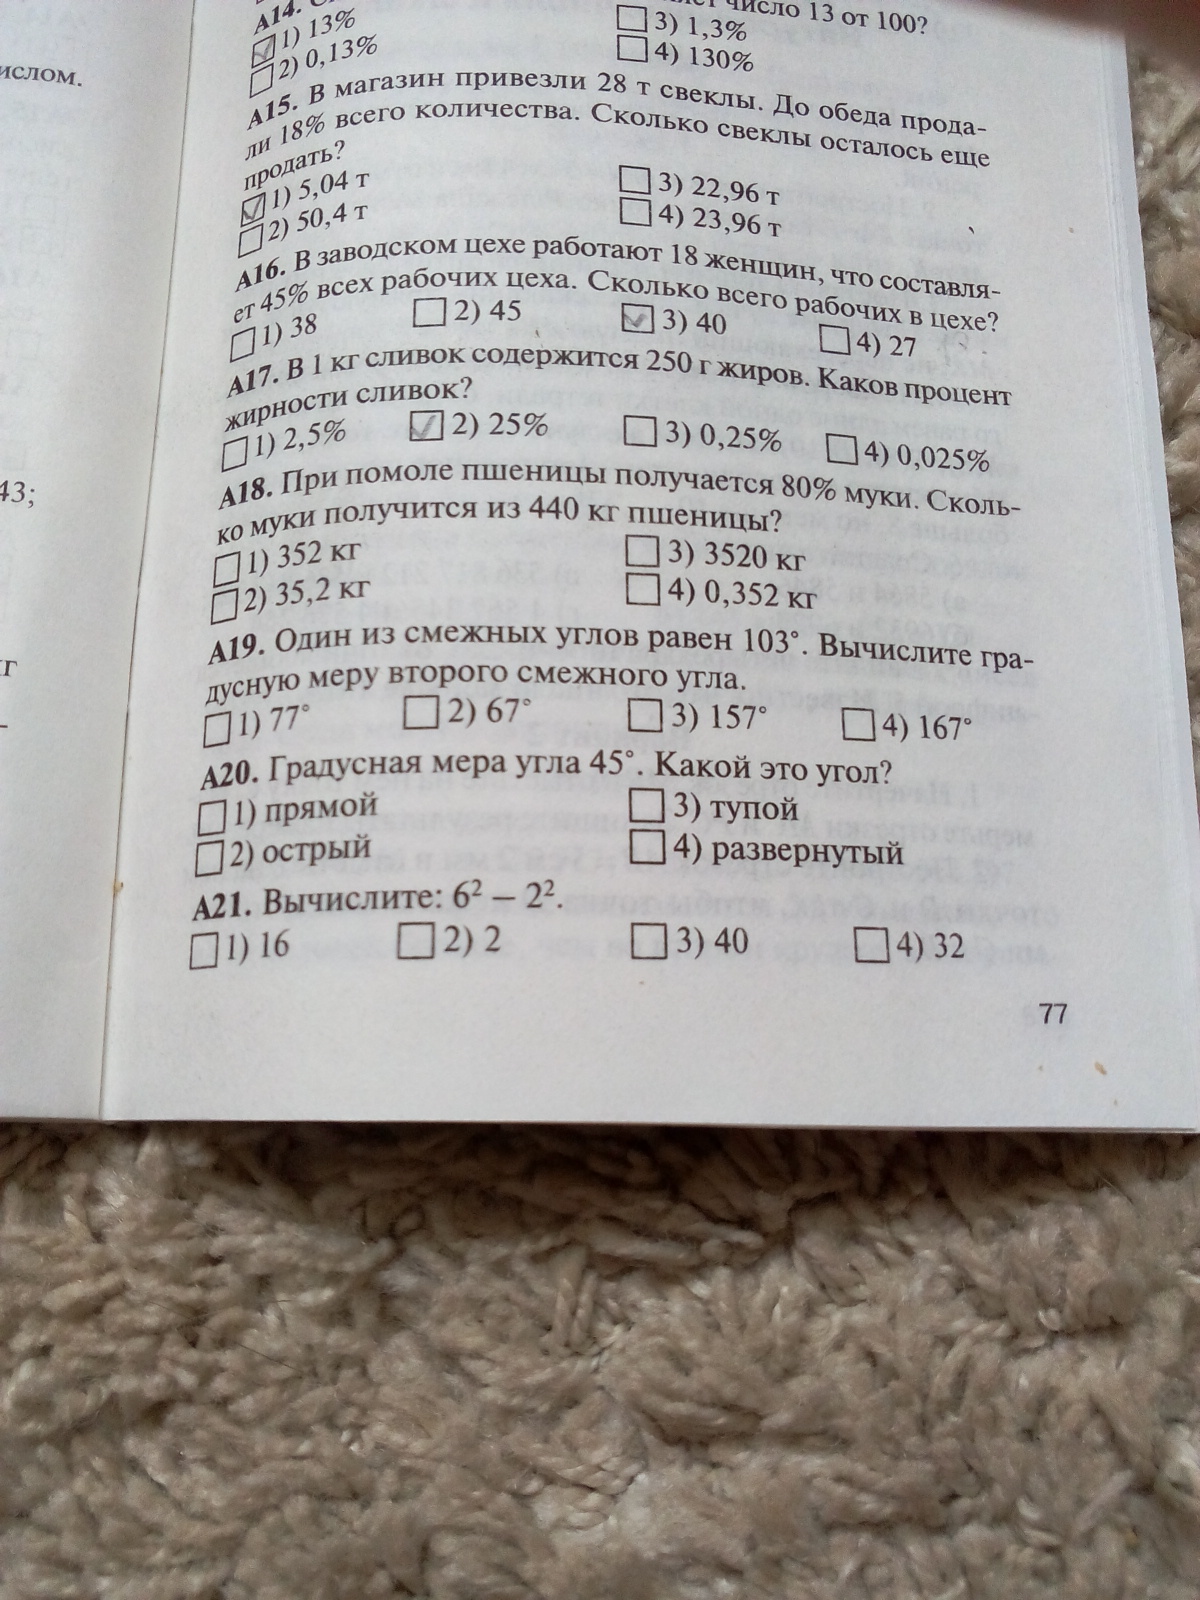 ислом.
43;
г
–
А14.
число 13 от 100?
1) 13%
3) 1,3%
2) 0,13%
4) 130%
А15. В магазин привезли 28 т свеклы. До обеда прода-
ли 18% всего количества. Сколько свеклы осталось еще
продать?
1) 5,04 т
3) 22,96 т
2) 50,4 т
4) 23,96 т
А16. В заводском цехе работают 18 женщин, что составля-
ет 45% всех рабочих цеха. Сколько всего рабочих в цехе?
1) 38 2) 45 3) 40 4) 27
А17. В 1 кг сливок содержится 250 г жиров. Каков процент
жирности сливок?
1) 2,5% 2) 25% 3) 0,25% 4) 0,025%
А18. При помоле пшеницы получается 80% муки. Сколь-
ко муки получится из 440 кг пшеницы?
1) 352 кг
3) 3520 кг
2) 35,2 кг
4) 0,352 кг
А19. Один из смежных углов равен 103°. Вычислите гра-
дусную меру второго смежного угла.
1) 77° 2) 67° 3) 157° 4) 167°
А20. Градусная мера угла 45°. Какой это угол?
1) прямой
3) тупой
2) острый
4) развернутый
А21. Вычислите: 6² – 2².
1) 16 2) 2 3) 40 4) 32
77